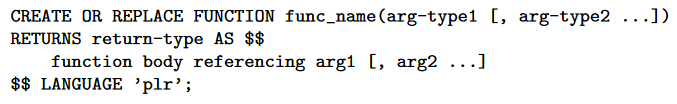 CREATE OR REPLACE FUNCTION func_name(arg-type1 [, arg-type2 ...])
RETURNS return-type AS $$
    function body referencing arg1 [, arg2 ...]
$$ LANGUAGE ’plr’;